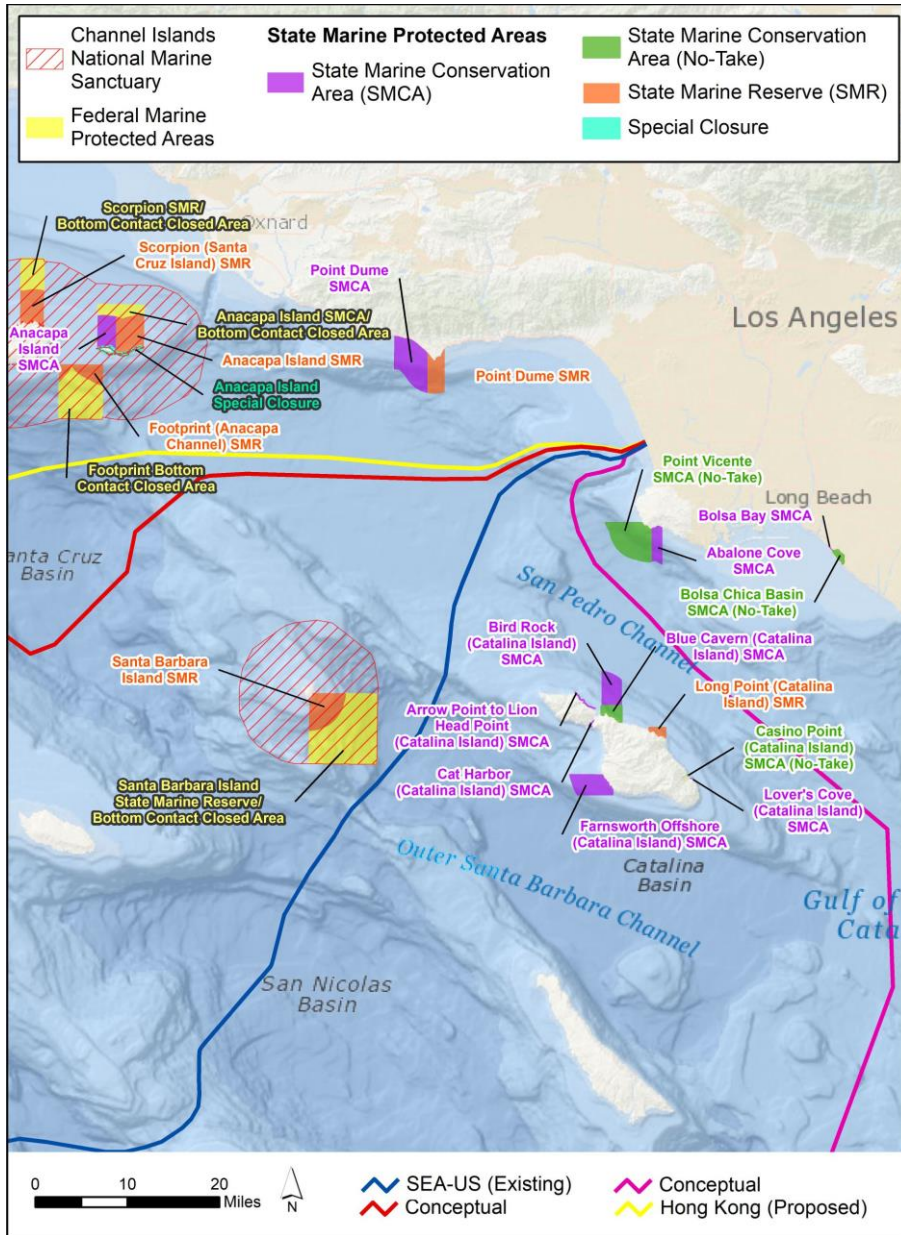 Channel Islands
National Marine
Sanctuary
Federal Marine
Protected Areas
State Marine Protected Areas
State Marine Conservation
Area (SMCA)
State Marine Conservation
Area (No-Take)
State Marine Reserve (SMR)
Special Closure
Scorpion SMR/
Bottom Contact Closed Area
Oxnard
Scorpion (Santa
Cruz Island) SMR
Point Dume
SMCA
Anacapa Island SMCA/
Bottom Contact Closed Area
Los Angeles
Anacapa
Island
SMCA
Anacapa Island SMR
Point Dume SMR
Anacapa Island
Special Closure
Footprint (Anacapa
Channel) SMR
Footprint Bottom
Contact Closed Area
Point Vicente
SMCA (No-Take)
Long Beach
Bolsa Bay SMCA
anta Cruz
Basin
Abalone Cove
SMCA
Bolsa Chica Basin
SMCA (No-Take)
San Pedro Channel
Bird Rock
(Catalina Island)
SMCA
Blue Cavern (Catalina
Island) SMCA
Santa Barbara
Island SMR
Arrow Point to Lion
Head Point
(Catalina Island) SMCA
Long Point (Catalina
Island) SMR
Casino Point
(Catalina Island)
SMCA (No-Take)
Cat Harbor
(Catalina Island) SMCA
Santa Barbara Island
State Marine Reserve/
Bottom Contact Closed Area
Lover's Cove
(Catalina Island)
SMCA
Farnsworth Offshore
(Catalina Island) SMCA
Outer Santa Barbara
Channel
Catalina
Basin
Gulf of
Cata
San Nicolas
Basin
0 10 20
Miles
N
SEA-US (Existing)
Conceptual
Conceptual
Hong Kong (Proposed)